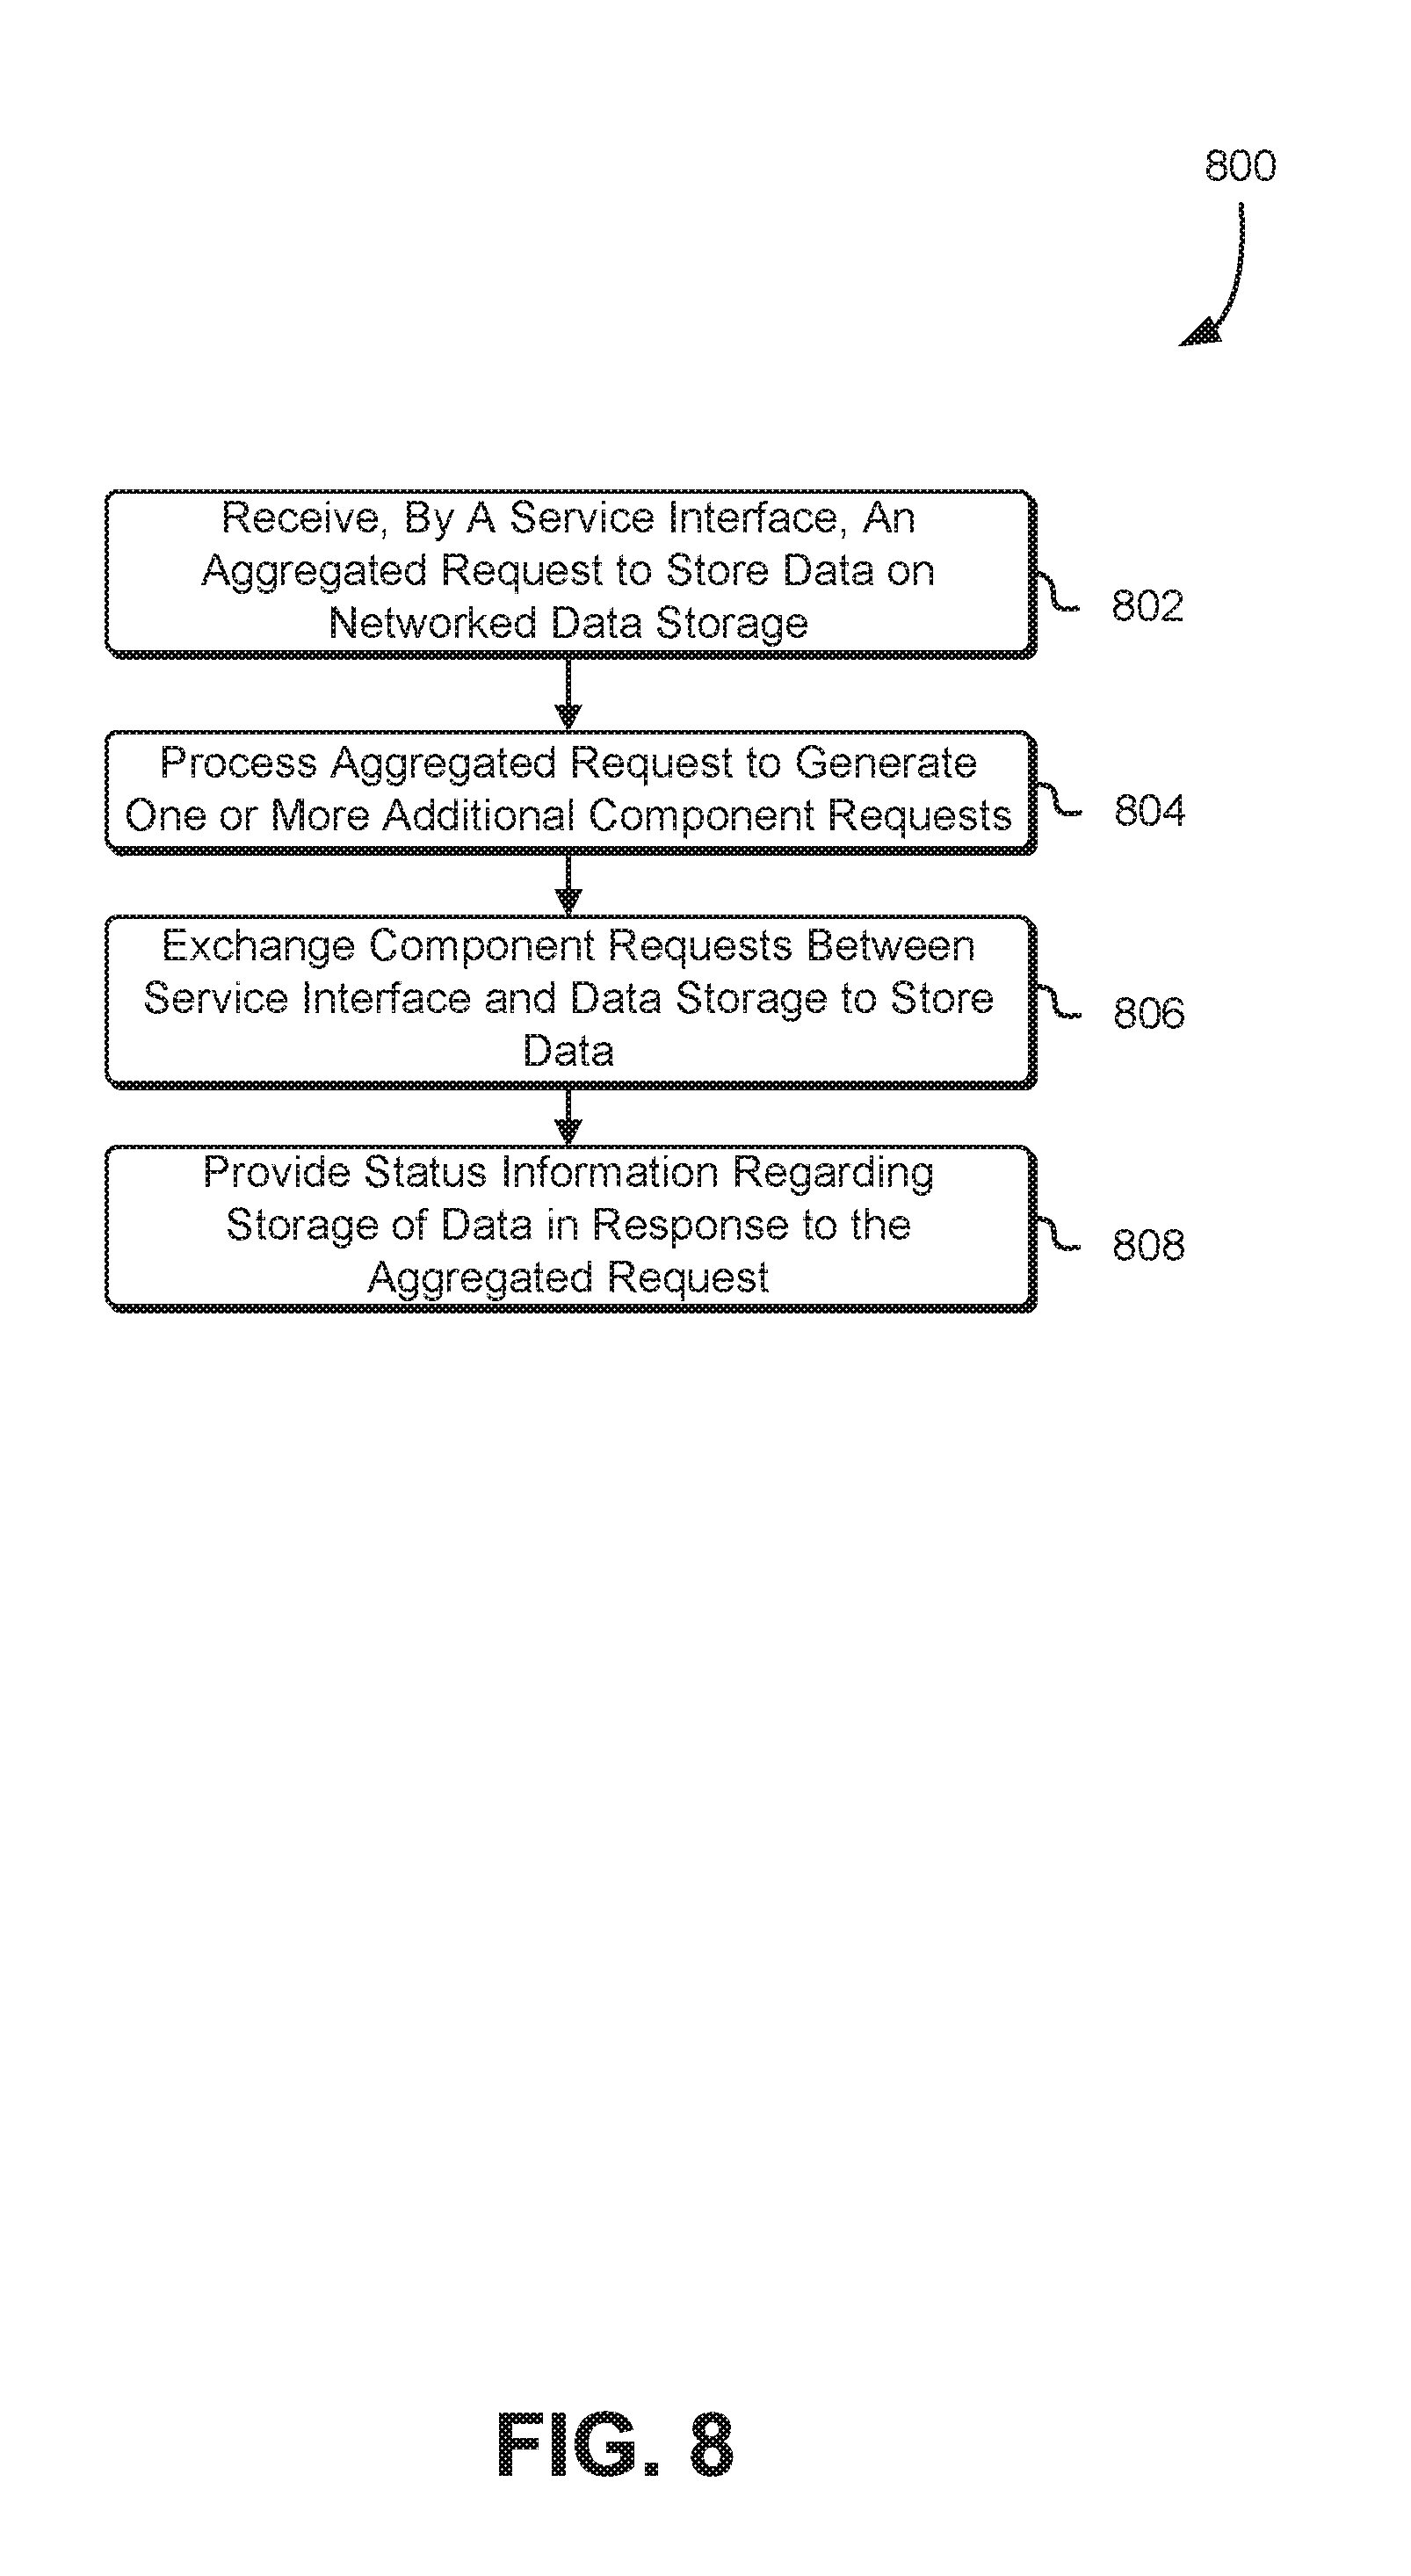 800
Receive, By A Service Interface, An
Aggregated Request to Store Data on
Networked Data Storage
802
Process Aggregated Request to Generate
One or More Additional Component Requests
804
Exchange Component Requests Between
Service Interface and Data Storage to Store
Data
806
Provide Status Information Regarding
Storage of Data in Response to the
Aggregated Request
808
FIG. 8